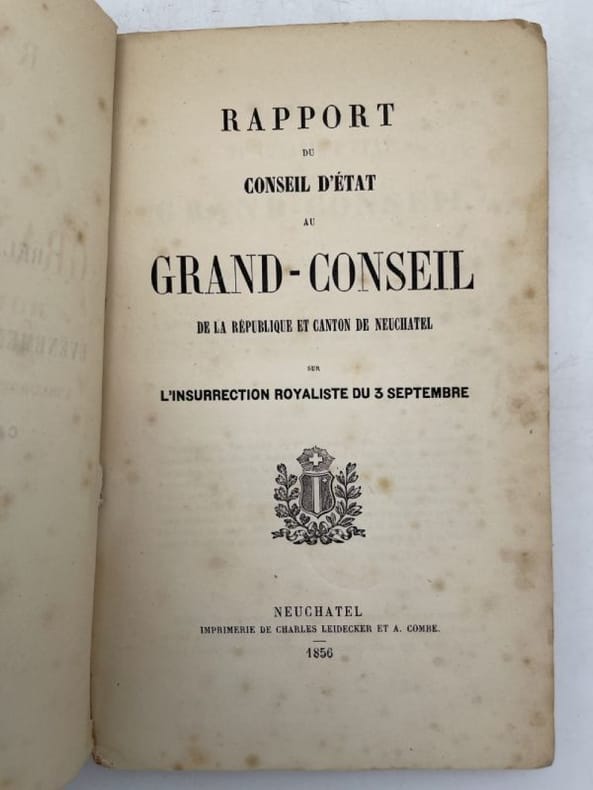 RAPPORT
DU
CONSEIL D'ÉTAT
AU
GRAND-CONSEIL
DE LA RÉPUBLIQUE ET CANTON DE NEUCHATEL
SUR
L'INSURRECTION ROYALISTE DU 3 SEPTEMBRE
NEUCHATEL
IMPRIMERIE DE CHARLES LEIDECKER ET A. COMBE.
1856